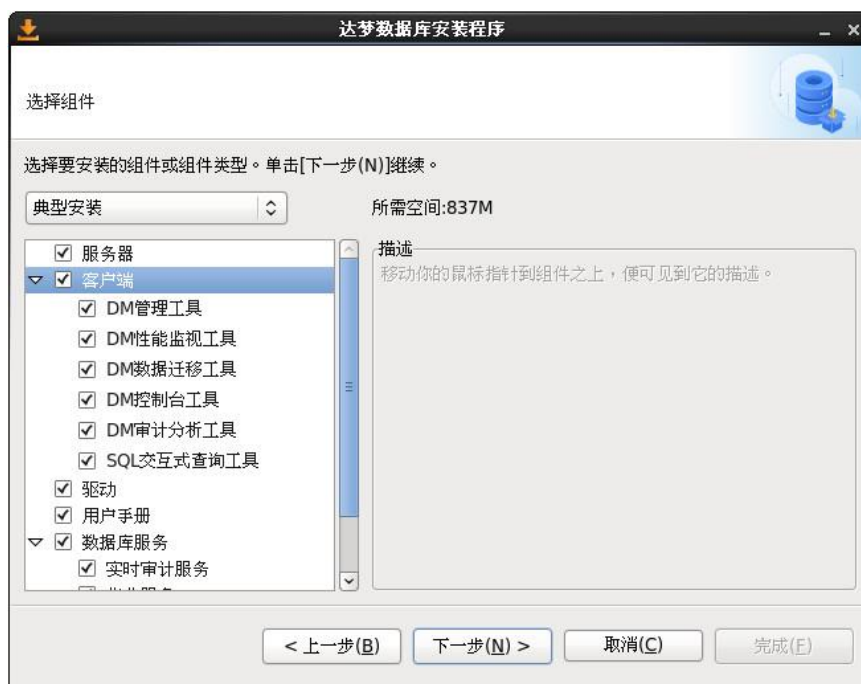 达梦数据库安装程序
选择组件
选择要安装的组件或组件类型。单击[下一步(N)]继续。
典型安装
所需空间:837M
服务器
客户端
DM管理工具
DM性能监视工具
DM数据迁移工具
DM控制台工具
DM审计分析工具
SQL交互式查询工具
驱动
用户手册
数据库服务
实时审计服务
描述
移动你的鼠标指针到组件之上，便可见到它的描述。
< 上一步(B)
下一步(N) >
取消(C)
完成(F)